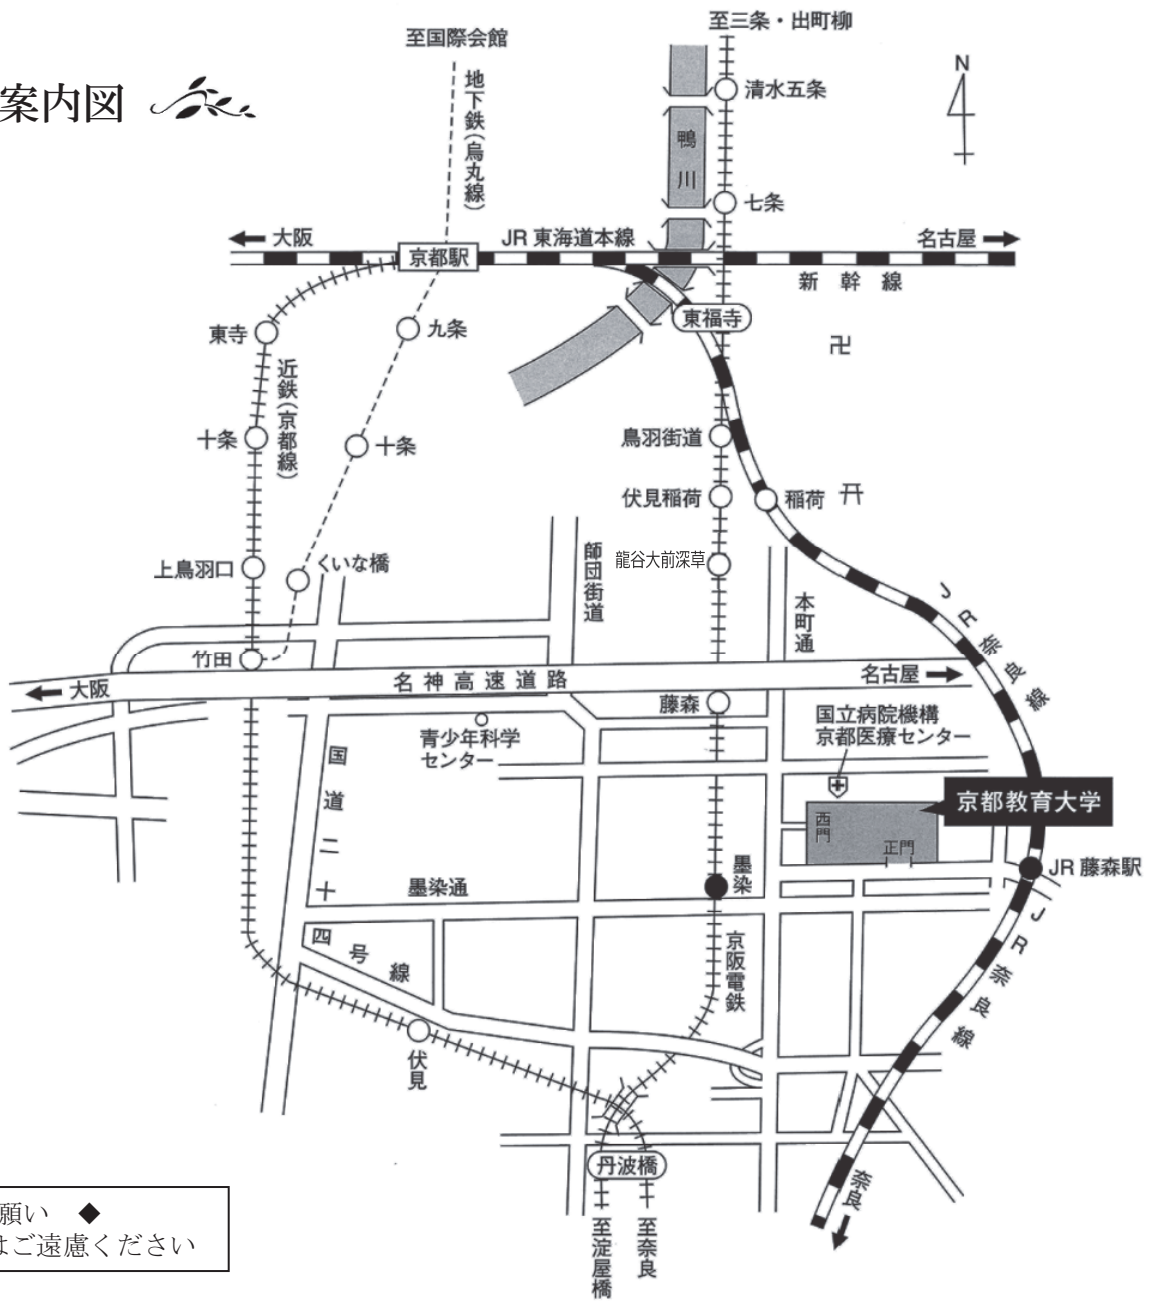 至三条・出町柳
至国際会館
案内図
地下鉄(烏丸線)
清水五条
N
鴨川
七条
大阪
JR 東海道本線
名古屋
京都駅
新幹線
東福寺
東寺
九条
卍
近鉄(京都線)
十条
十条
鳥羽街道
伏見稲荷
稲荷
師団街道
龍谷大前深草
上鳥羽口
くいな橋
本町通
JR奈良線
竹田
大阪
名神高速道路
名古屋
藤森
青少年科学
センター
国立病院機構
京都医療センター
国道二十四号線
京都教育大学
西門
正門
墨染
JR 藤森駅
墨染通
京阪電鉄
JR奈良線
伏見
丹波橋
奈良
至淀屋橋
至奈良
願い ◆
はご遠慮ください